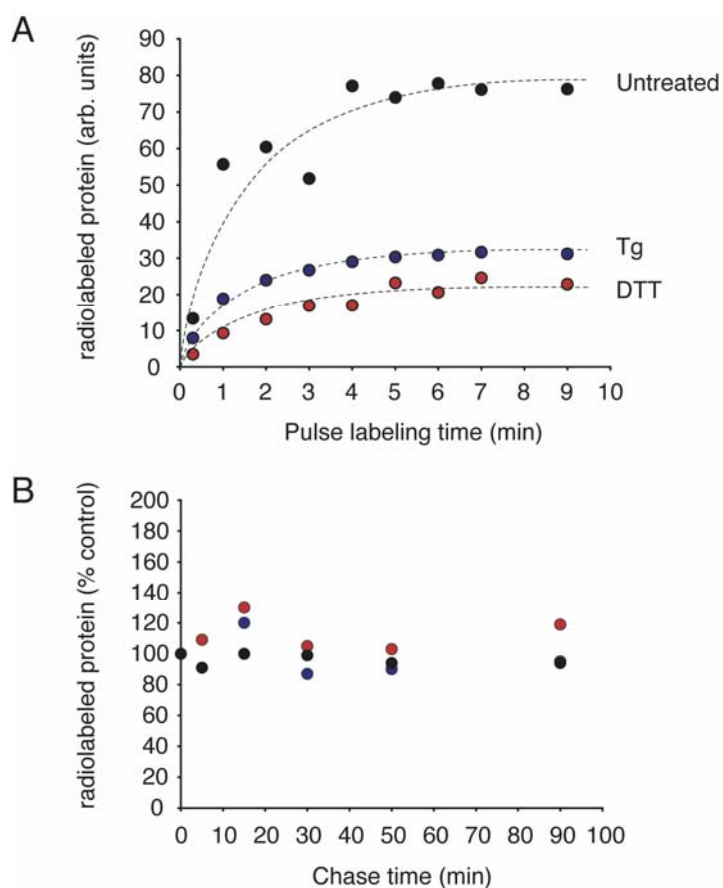 A
radiolabeled protein (arb. units)
90
80
70
60
50
40
30
20
10
0
0 1 2 3 4 5 6 7 8 9 10
Pulse labeling time (min)
Untreated
Tg
DTT
B
radiolabeled protein (% control)
200
180
160
140
120
100
80
60
40
20
0
0 10 20 30 40 50 60 70 80 90 100
Chase time (min)